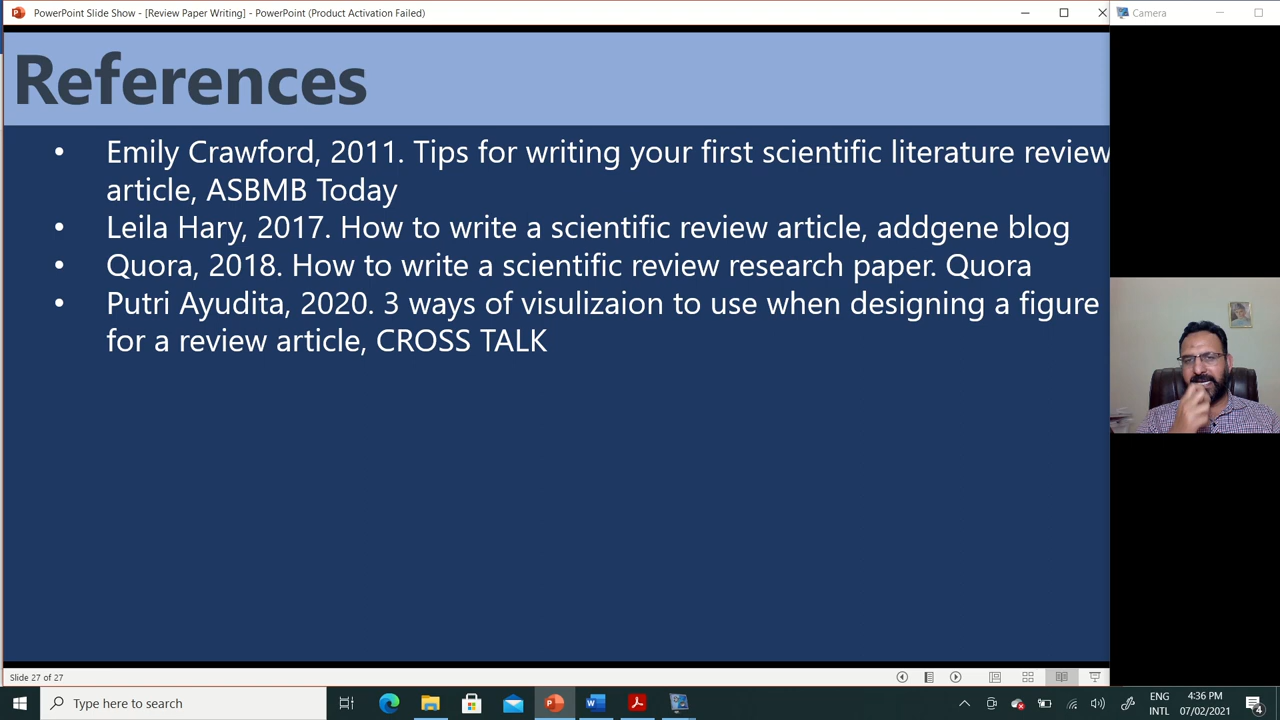 PowerPoint Slide Show - [Review Paper Writing] - PowerPoint (Product Activation Failed)
Camera
References
• Emily Crawford, 2011. Tips for writing your first scientific literature review
article, ASBMB Today
• Leila Hary, 2017. How to write a scientific review article, addgene blog
• Quora, 2018. How to write a scientific review research paper. Quora
• Putri Ayudita, 2020. 3 ways of visulizaion to use when designing a figure
for a review article, CROSS TALK
Slide 27 of 27
Type here to search
ENG
INTL
4:36 PM
07/02/2021
4